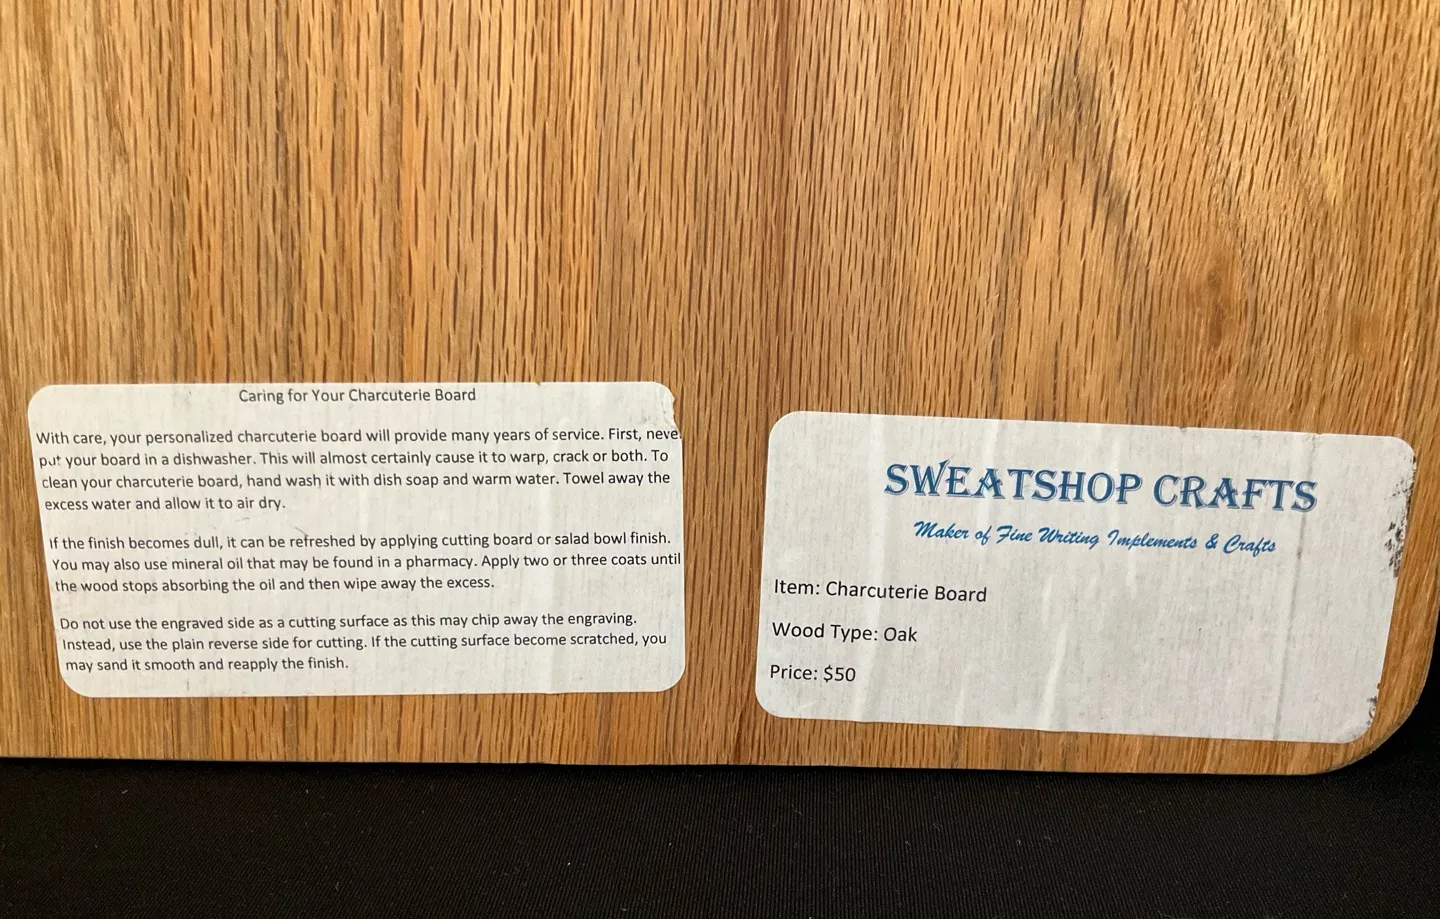 Caring for Your Charcuterie Board
With care, your personalized charcuterie board will provide many years of service. First, neve
put your board in a dishwasher. This will almost certainly cause it to warp, crack or both. To
clean your charcuterie board, hand wash it with dish soap and warm water. Towel away the
excess water and allow it to air dry.
If the finish becomes dull, it can be refreshed by applying cutting board or salad bowl finish.
You may also use mineral oil that may be found in a pharmacy. Apply two or three coats until
the wood stops absorbing the oil and then wipe away the excess.
Do not use the engraved side as a cutting surface as this may chip away the engraving.
Instead, use the plain reverse side for cutting. If the cutting surface become scratched, you
may sand it smooth and reapply the finish.
SWEATSHOP CRAFTS
Maker of Fine Writing Implements & Crafts
Item: Charcuterie Board
Wood Type: Oak
Price: $50